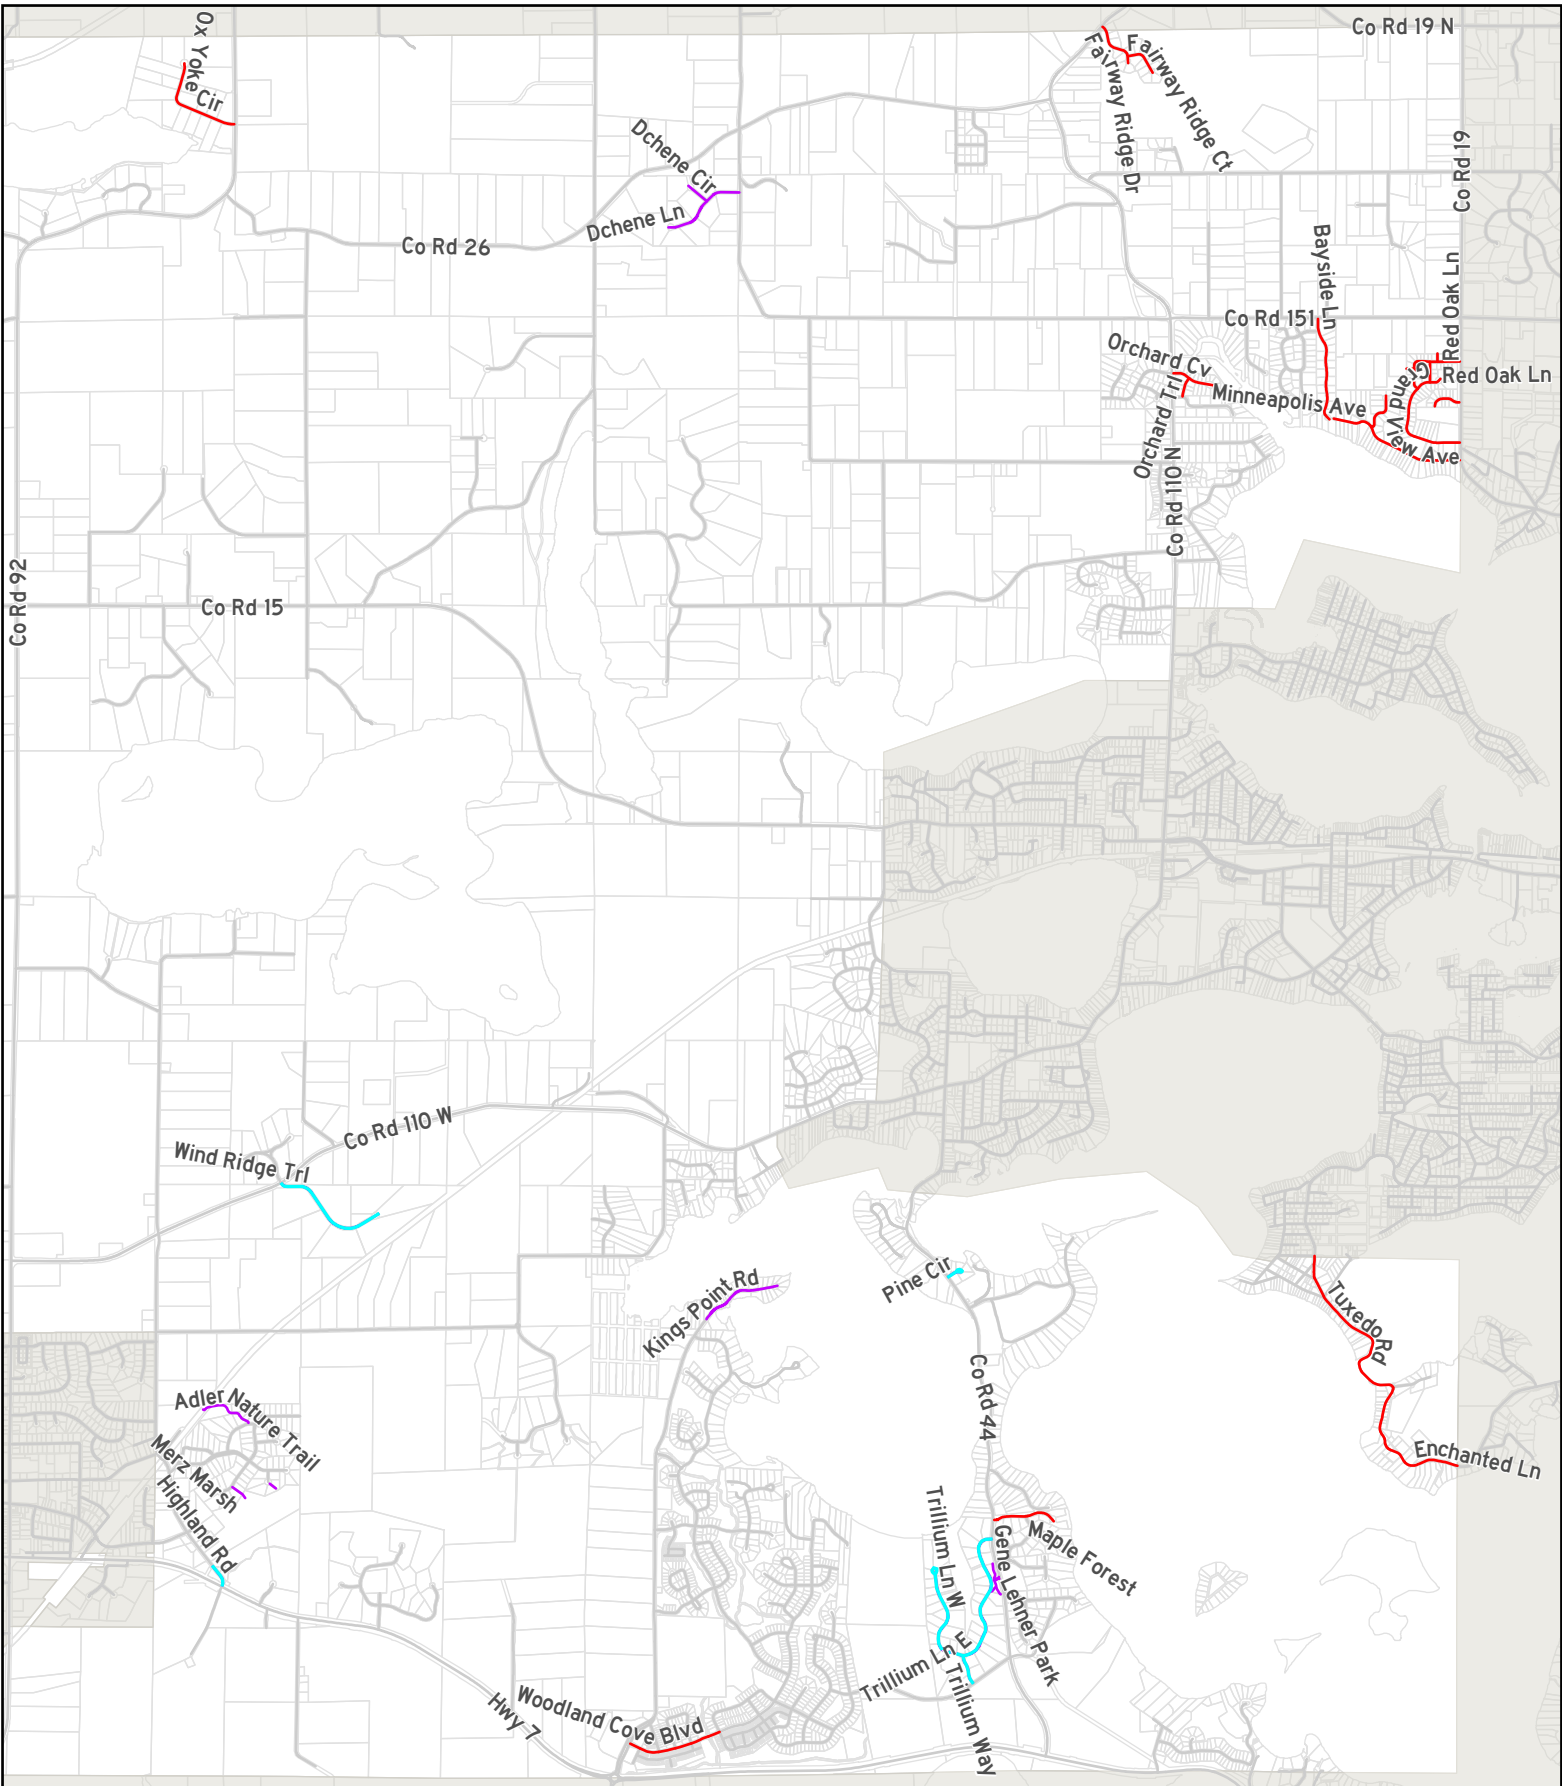 Ox Yoke Cir
Fairway Ridge Ct
Fairway Ridge Dr
Co Rd 19 N
Co Rd 19
Dchene Cir
Dchene Ln
Co Rd 26
Bayside Ln
Red Oak Ln
Co Rd 151
Orchard Cv
Red Oak Ln
Grand View Ave
Minneapolis Ave
Orchard Trl
Co Rd 110 N
Co Rd 92
Co Rd 15
Co Rd 110 W
Wind Ridge Trl
Pine Cir
Kings Point Rd
Tuxedo Rd
Co Rd 44
Adler Nature Trail
Merz Marsh
Highland Rd
Enchanted Ln
Trillium Ln W
Maple Forest
Gene Lehner Park
Trillium Ln E
Trillium Way
Woodland Cove Blvd
Hwy 7